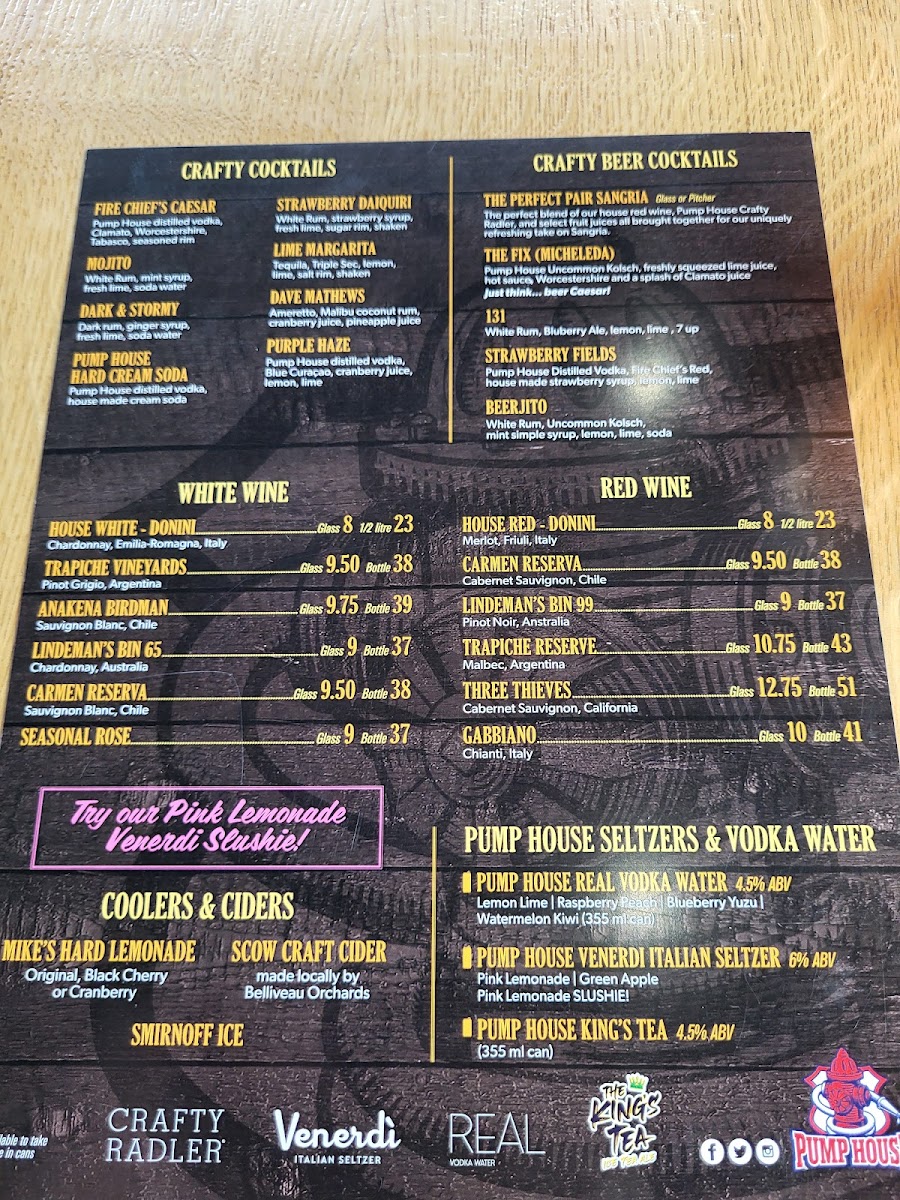 CRAFTY COCKTAILS
FIRE CHIEF'S CAESAR
Pump House distilled vodka,
Clamato, Worcestershire,
Tabasco, seasoned rim
MOJITO
White Rum, mint syrup,
fresh lime, soda water
DARK & STORMY
Dark rum, ginger syrup,
fresh lime, soda water
PUMP HOUSE
HARD CREAM SODA
Pump House distilled vodka,
house made cream soda
STRAWBERRY DAIQUIRI
White Rum, strawberry syrup,
fresh lime, sugar rim, shaken
LIME MARGARITA
Tequila, Triple Sec, lemon,
lime, salt rim, shaken
DAVE MATHEWS
Ameretto, Malibu coconut rum,
cranberry juice, pineapple juice
PURPLE HAZE
Pump House distilled vodka,
Blue Curaçao, cranberry juice,
lemon, lime
CRAFTY BEER COCKTAILS
THE PERFECT PAIR SANGRIA Glass or Pitcher
The perfect blend of our house red wine, Pump House Crafty
Radler, and select fruit juices all brought together for our uniquely
refreshing take on Sangria.
THE FIX (MICHELEDA)
Pump House Uncommon Kolsch, freshly squeezed lime juice,
hot sauce, Worcestershire and a splash of Clamato juice
Just think... beer Caesar!
131
White Rum, Bluberry Ale, lemon, lime , 7 up
STRAWBERRY FIELDS
Pump House Distilled Vodka, Fire Chief's Red,
house made strawberry syrup, lemon, lime
BEERJITO
White Rum, Uncommon Kolsch,
mint simple syrup, lemon, lime, soda
WHITE WINE
HOUSE WHITE - DONINI Glass 8 1/2 litre 23
Chardonnay, Emilia-Romagna, Italy
TRAPICHE VINEYARDS Glass 9.50 Bottle 38
Pinot Grigio, Argentina
ANAKENA BIRDMAN Glass 9.75 Bottle 39
Sauvignon Blanc, Chile
LINDEMAN'S BIN 65 Glass 9 Bottle 37
Chardonnay, Australia
CARMEN RESERVA Glass 9.50 Bottle 38
Sauvignon Blanc, Chile
SEASONAL ROSE Glass 9 Bottle 37
RED WINE
HOUSE RED - DONINI Glass 8 1/2 litre 23
Merlot, Friuli, Italy
CARMEN RESERVA Glass 9.50 Bottle 38
Cabernet Sauvignon, Chile
LINDEMAN'S BIN 99 Glass 9 Bottle 37
Pinot Noir, Anstralia
TRAPICHE RESERVE Glass 10.75 Bottle 43
Malbec, Argentina
THREE THIEVES Glass 12.75 Bottle 51
Cabernet Sauvignon, California
GABBIANO Glass 10 Bottle 41
Chianti, Italy
Try our Pink Lemonade
Venerdi Slushie!
COOLERS & CIDERS
MIKE'S HARD LEMONADE
Original, Black Cherry
or Cranberry
SCOW CRAFT CIDER
made locally by
Belliveau Orchards
SMIRNOFF ICE
PUMP HOUSE SELTZERS & VODKA WATER
PUMP HOUSE REAL VODKA WATER 4.5% ABV
Lemon Lime | Raspberry Peach | Blueberry Yuzu |
Watermelon Kiwi (355 ml can)
PUMP HOUSE VENERDI ITALIAN SELTZER 6% ABV
Pink Lemonade | Green Apple
Pink Lemonade SLUSHIE!
PUMP HOUSE KING'S TEA 4.5% ABV
(355 ml can)
to take
in cans
CRAFTY
RADLER
Venerdì
ITALIAN SELTZER
REAL
VODKA WATER
THE
KING'S
TEA
ICE TEA ALE
PUMP HOUS